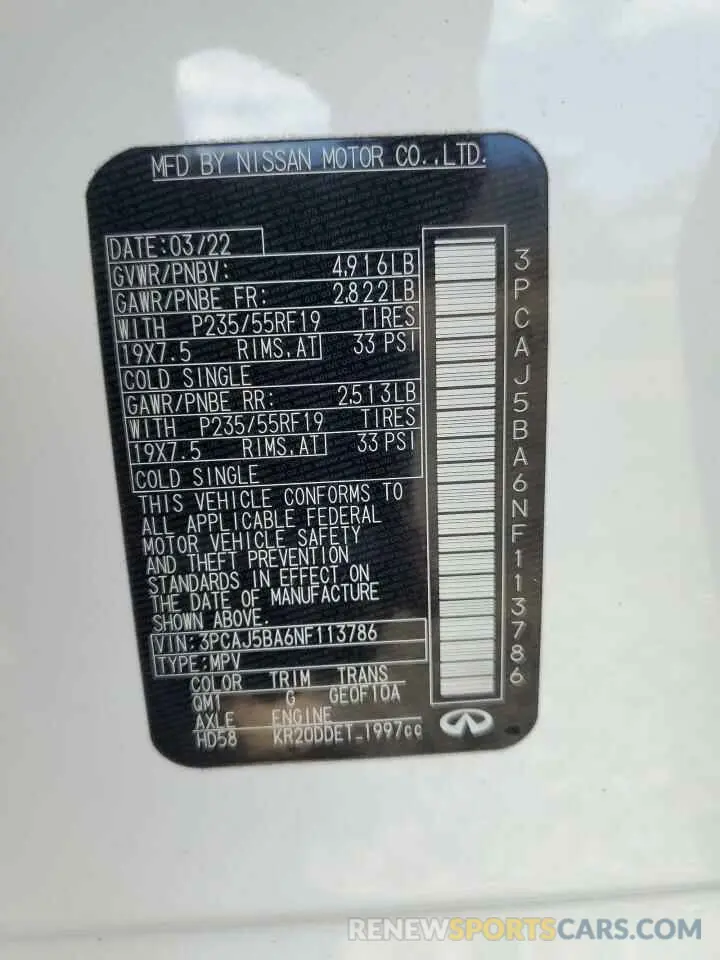 MFD BY NISSAN MOTOR CO.,LTD.
DATE:03/22
GVWR/PNBV: 4,916LB
GAWR/PNBE FR: 2,822LB
WITH P235/55RF19 TIRES
19X7.5 RIMS,AT 33 PSI
COLD SINGLE
GAWR/PNBE RR: 2,513LB
WITH P235/55RF19 TIRES
19X7.5 RIMS,AT 33 PSI
COLD SINGLE
THIS VEHICLE CONFORMS TO
ALL APPLICABLE FEDERAL
MOTOR VEHICLE SAFETY
AND THEFT PREVENTION
STANDARDS IN EFFECT ON
THE DATE OF MANUFACTURE
SHOWN ABOVE.
VIN:3PCAJ5BA6NF113786
TYPE:MPV
COLOR TRIM TRANS
QM1 G GE0F10A
AXLE ENGINE
HD58 KR20DDET-1997cc
3PCAJ5BA6NF113786
RENEWSPORTSCARS.COM